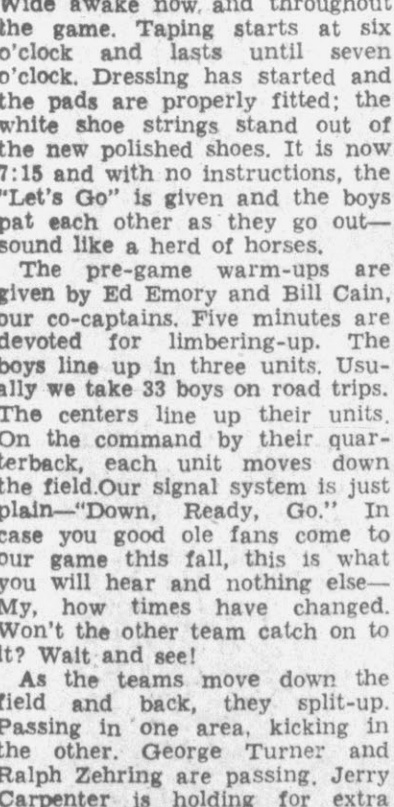 Wide awake now, and throughout
the game. Taping starts at six
o'clock and lasts until seven
o'clock. Dressing has started and
the pads are properly fitted; the
white shoe strings stand out of
the new polished shoes. It is now
7:15 and with no instructions, the
"Let's Go" is given and the boys
pat each other as they go out—
sound like a herd of horses.
The pre-game warm-ups are
given by Ed Emory and Bill Cain,
our co-captains. Five minutes are
devoted for limbering-up. The
boys line up in three units. Usu-
ally we take 33 boys on road trips.
The centers line up their units.
On the command by their quar-
terback, each unit moves down
the field.Our signal system is just
plain—"Down, Ready, Go." In
case you good ole fans come to
our game this fall, this is what
you will hear and nothing else—
My, how times have changed.
Won't the other team catch on to
it? Wait and see!
As the teams move down the
field and back, they split-up.
Passing in one area, kicking in
the other. George Turner and
Ralph Zehring are passing. Jerry
Carpenter is holding for extra